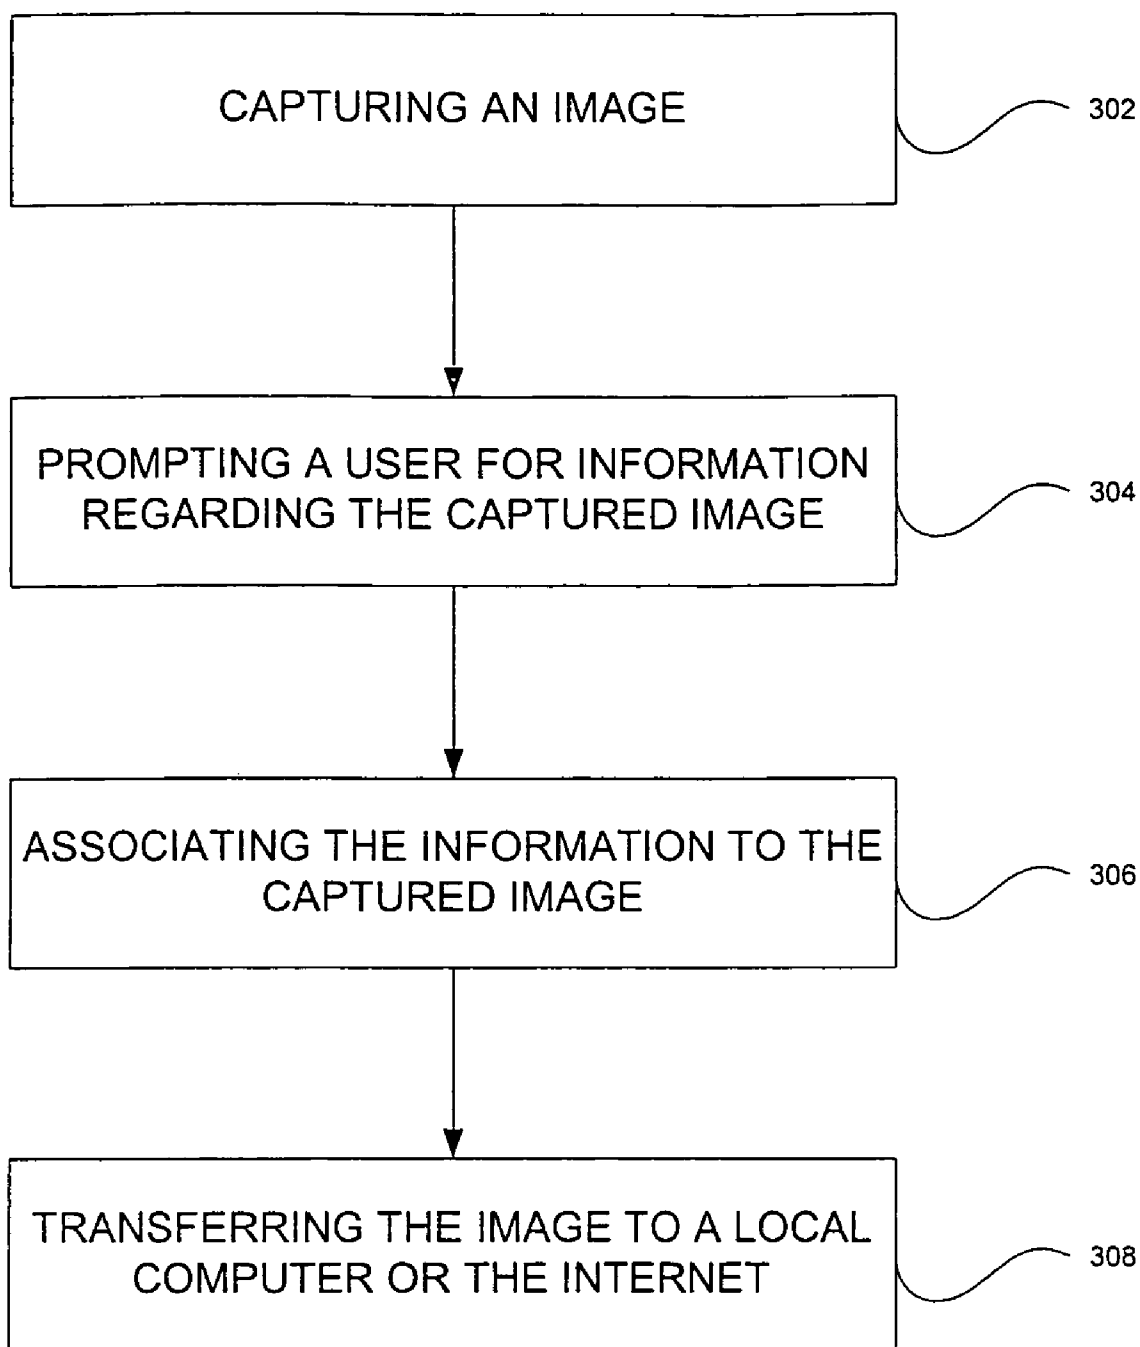 CAPTURING AN IMAGE
302
PROMPTING A USER FOR INFORMATION
REGARDING THE CAPTURED IMAGE
304
ASSOCIATING THE INFORMATION TO THE
CAPTURED IMAGE
306
TRANSFERRING THE IMAGE TO A LOCAL
COMPUTER OR THE INTERNET
308